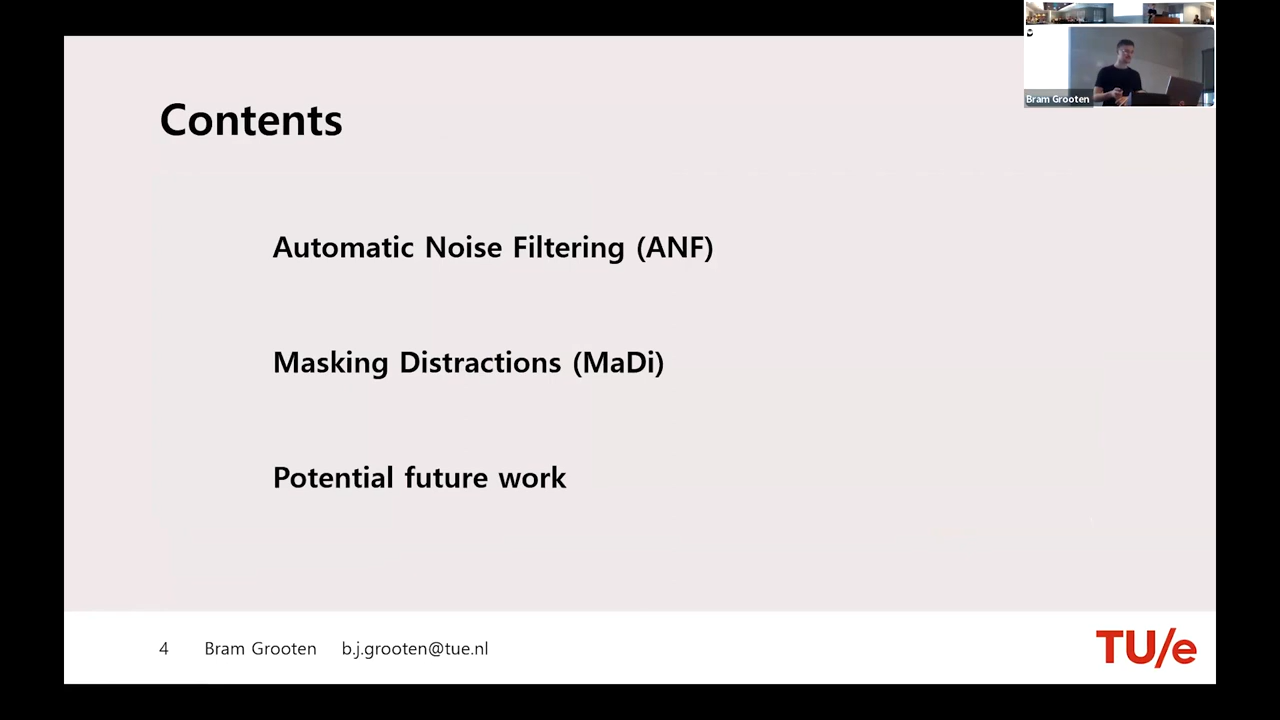 Contents
Automatic Noise Filtering (ANF)
Masking Distractions (MaDi)
Potential future work
4 Bram Grooten b.j.grooten@tue.nl
TU/e
Bram Grooten